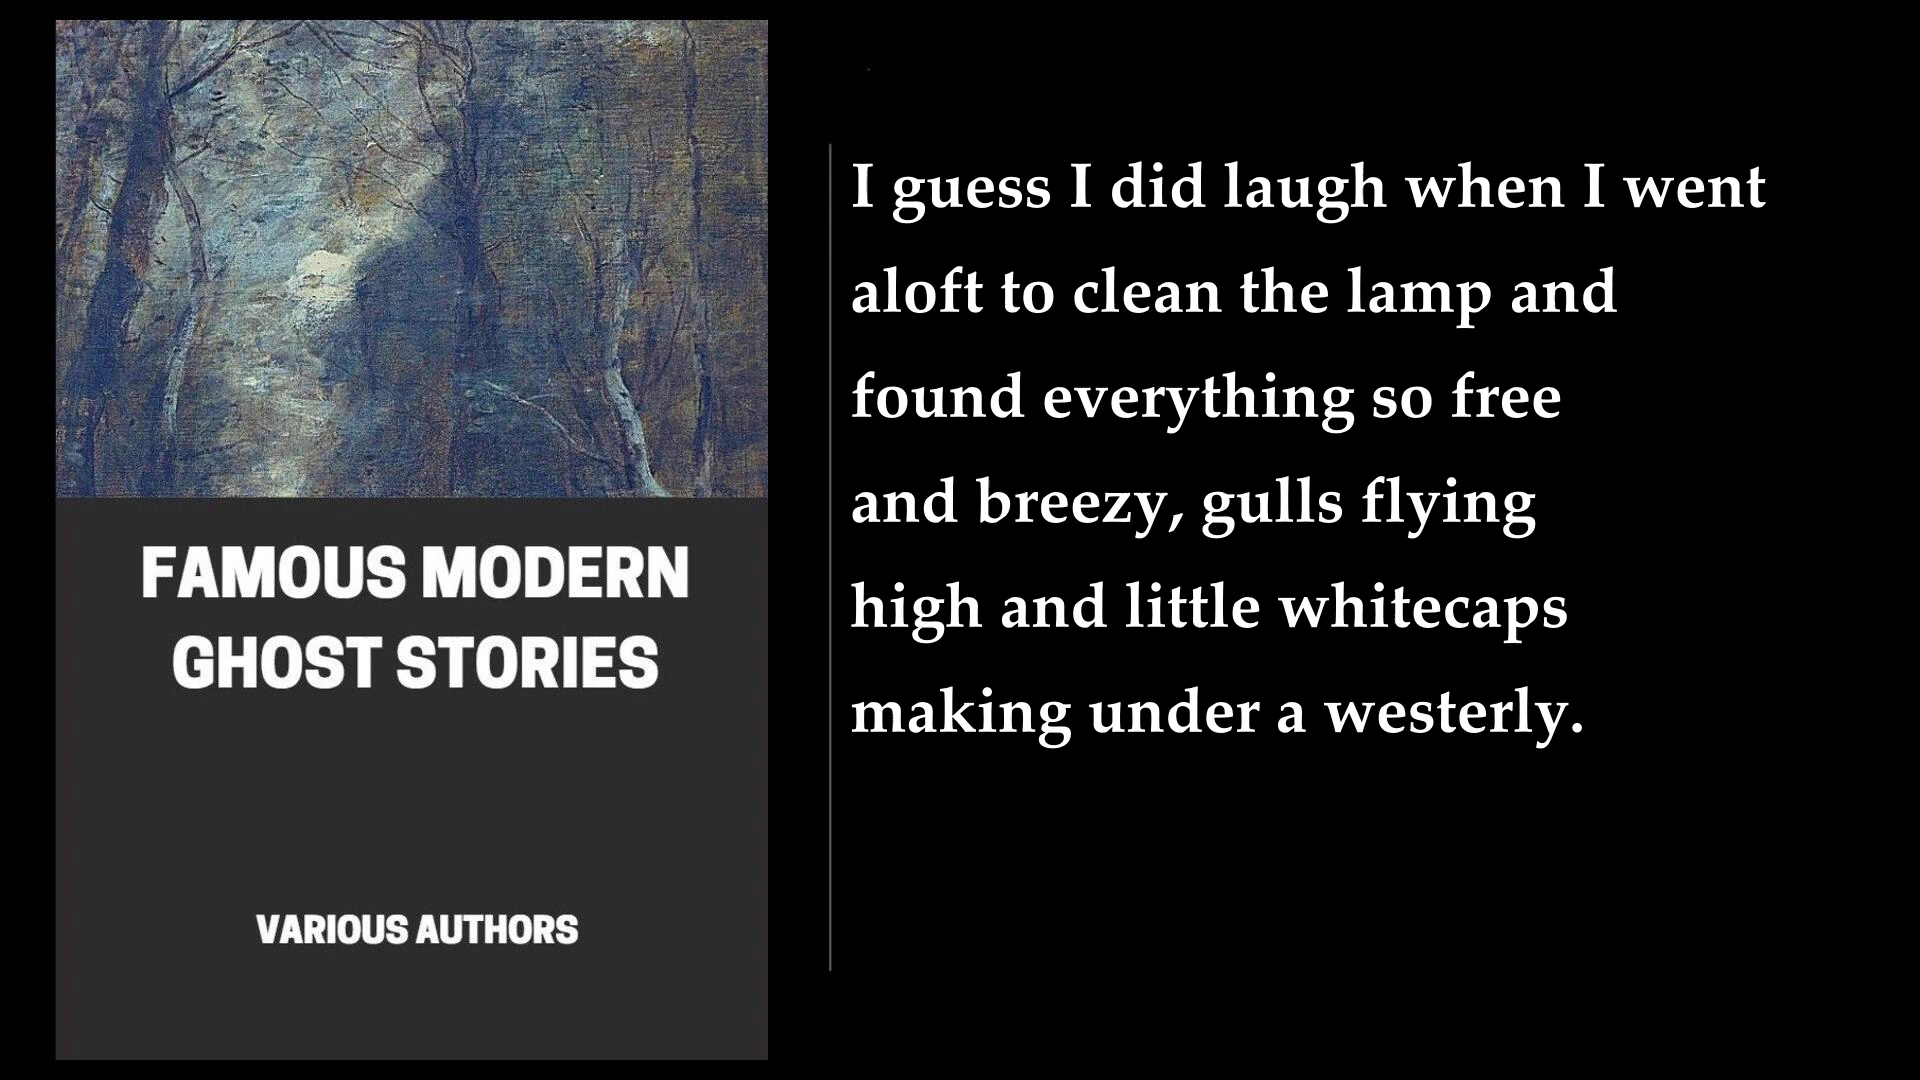 FAMOUS MODERN
GHOST STORIES
VARIOUS AUTHORS
I guess I did laugh when I went
aloft to clean the lamp and
found everything so free
and breezy, gulls flying
high and little whitecaps
making under a westerly.